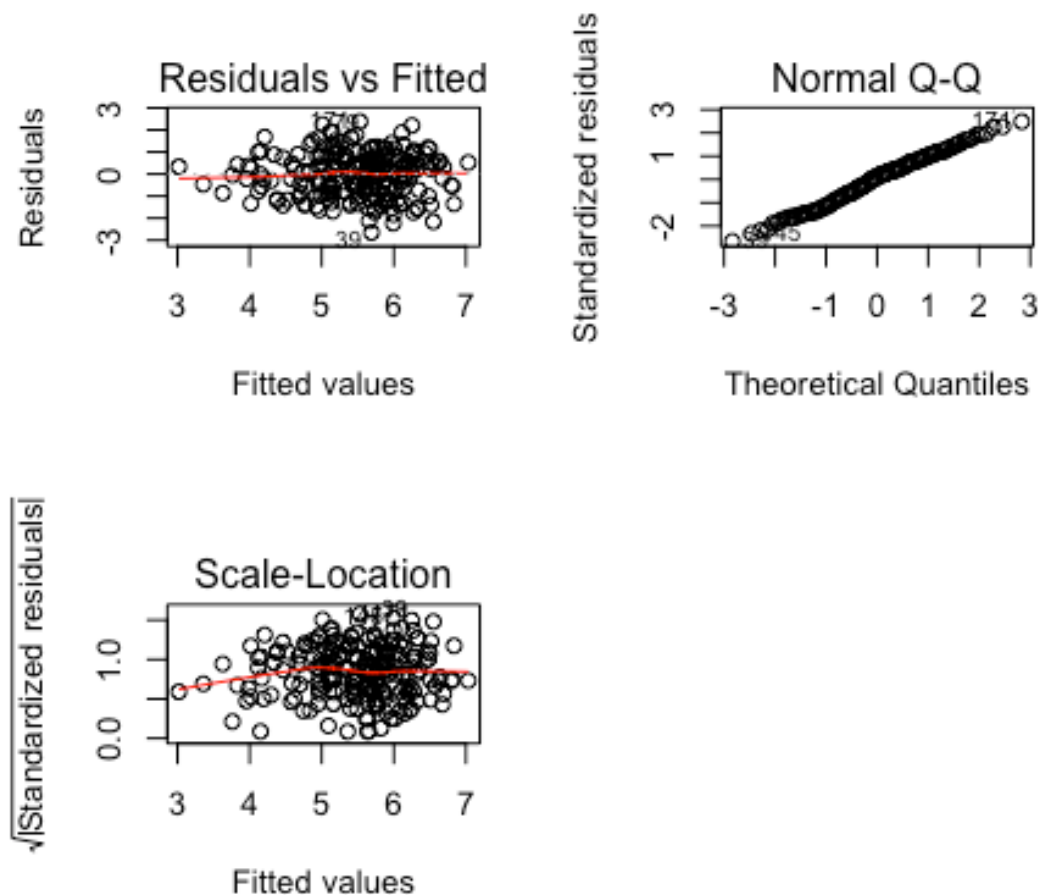 Residuals vs Fitted
Residuals
3
0
-3
39
3 4 5 6 7
Fitted values
Normal Q-Q
Standardized residuals
3
1
-2
-3 -1 0 1 2 3
Theoretical Quantiles
Scale-Location
√|Standardized residuals|
1.0
0.0
3 4 5 6 7
Fitted values